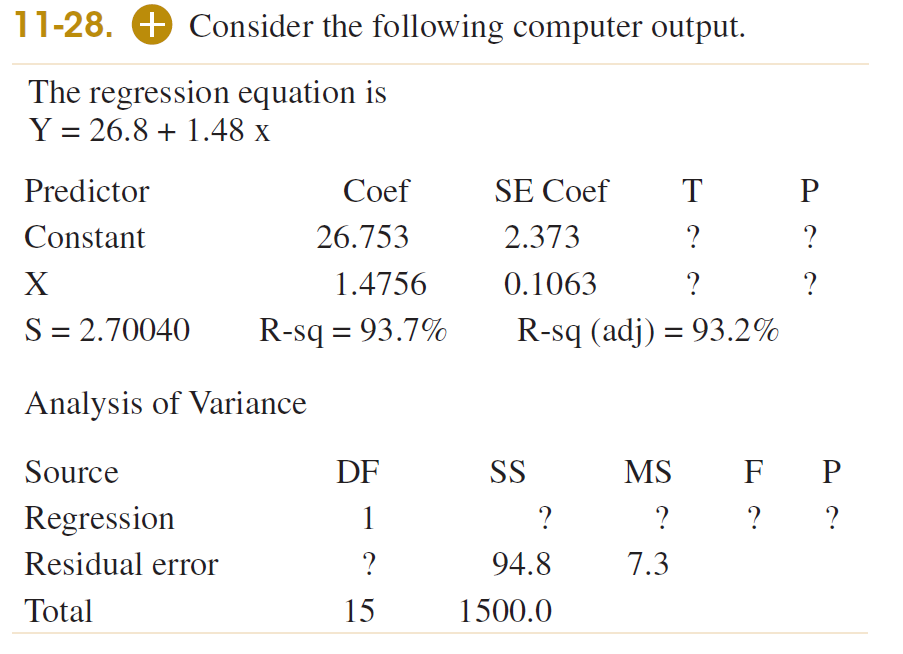 11-28. + Consider the following computer output.
The regression equation is
Y = 26.8 + 1.48 x
Predictor Coef SE Coef T P
Constant 26.753 2.373 ? ?
X 1.4756 0.1063 ? ?
S = 2.70040 R-sq = 93.7% R-sq (adj) = 93.2%
Analysis of Variance
Source DF SS MS F P
Regression 1 ? ? ? ?
Residual error ? 94.8 7.3
Total 15 1500.0